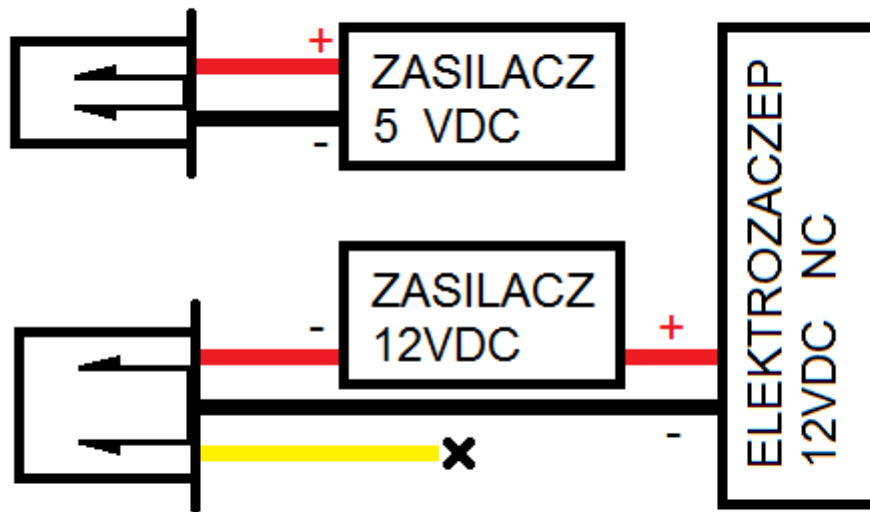 +
ZASILACZ
5 VDC
-
ZASILACZ
12VDC
-
+
-
ELEKTROZACZEP
12VDC NC